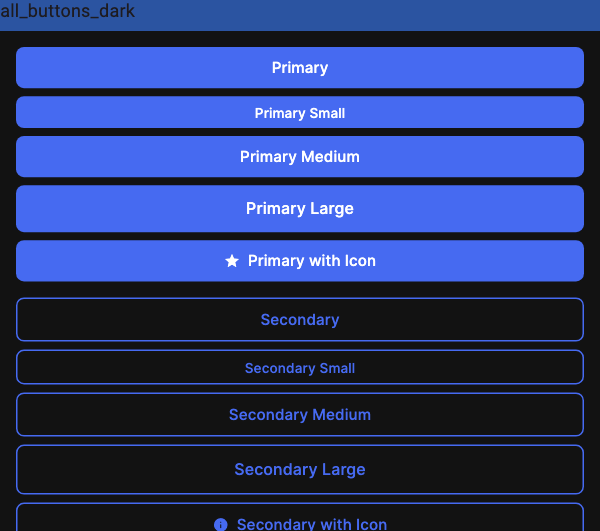 all_buttons_dark
Primary
Primary Small
Primary Medium
Primary Large
Primary with Icon
Secondary
Secondary Small
Secondary Medium
Secondary Large
Secondary with Icon